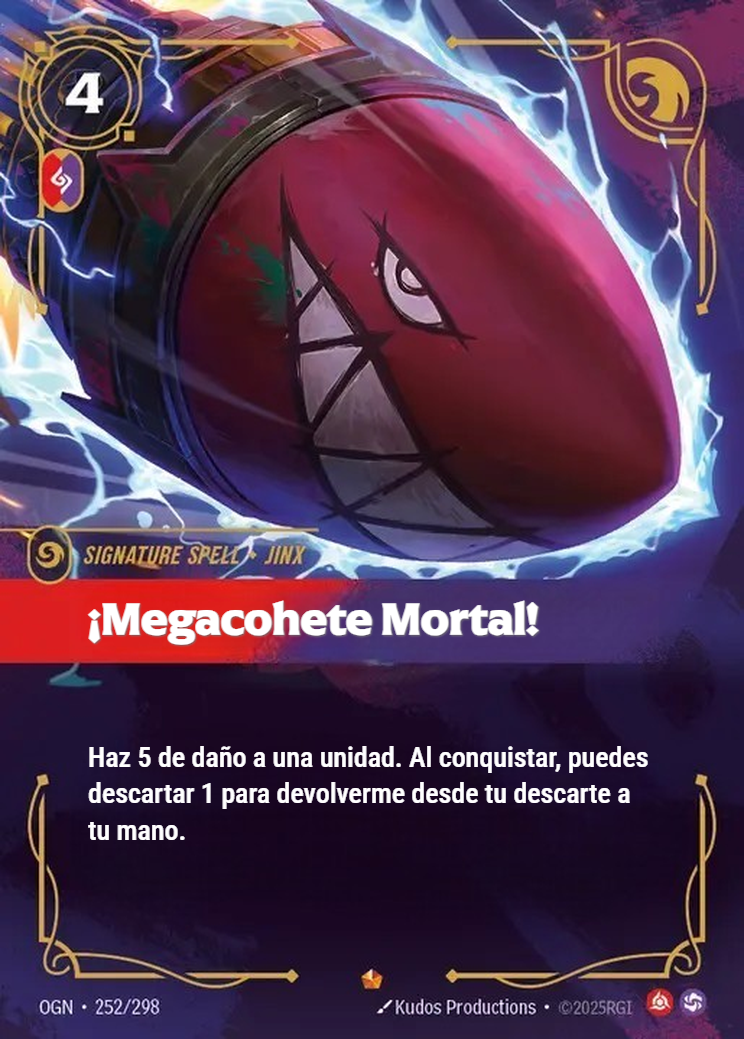 4
SIGNATURE SPELL • JINX
¡Megacohete Mortal!
Haz 5 de daño a una unidad. Al conquistar, puedes
descartar 1 para devolverme desde tu descarte a
tu mano.
OGN • 252/298
Kudos Productions • ©2025RGI